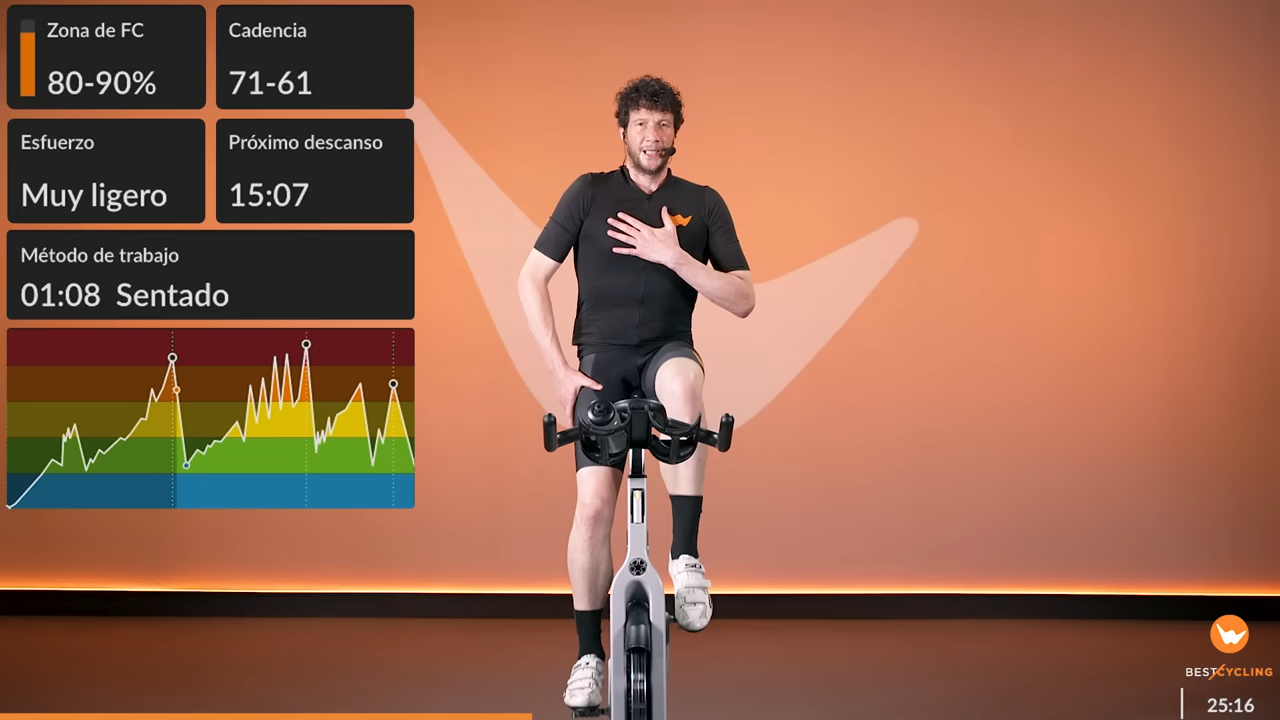 Zona de FC
80-90%
Cadencia
71-61
Esfuerzo
Muy ligero
Próximo descanso
15:07
Método de trabajo
01:08 Sentado
BESTCYCLING
25:16